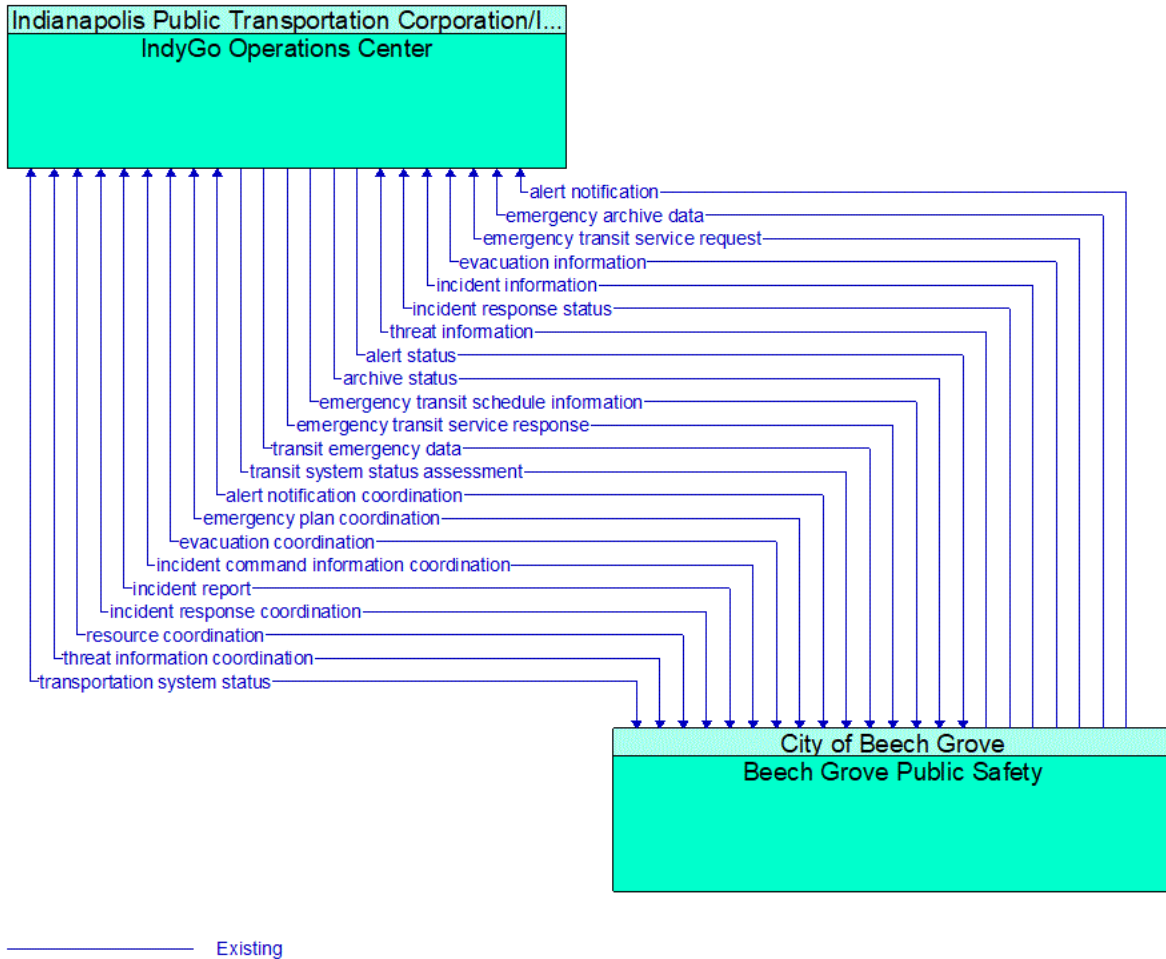 Indianapolis Public Transportation Corporation/I...
IndyGo Operations Center
alert notification
emergency archive data
emergency transit service request
evacuation information
incident information
incident response status
threat information
alert status
archive status
emergency transit schedule information
emergency transit service response
transit emergency data
transit system status assessment
alert notification coordination
emergency plan coordination
evacuation coordination
incident command information coordination
incident report
incident response coordination
resource coordination
threat information coordination
transportation system status
City of Beech Grove
Beech Grove Public Safety
Existing